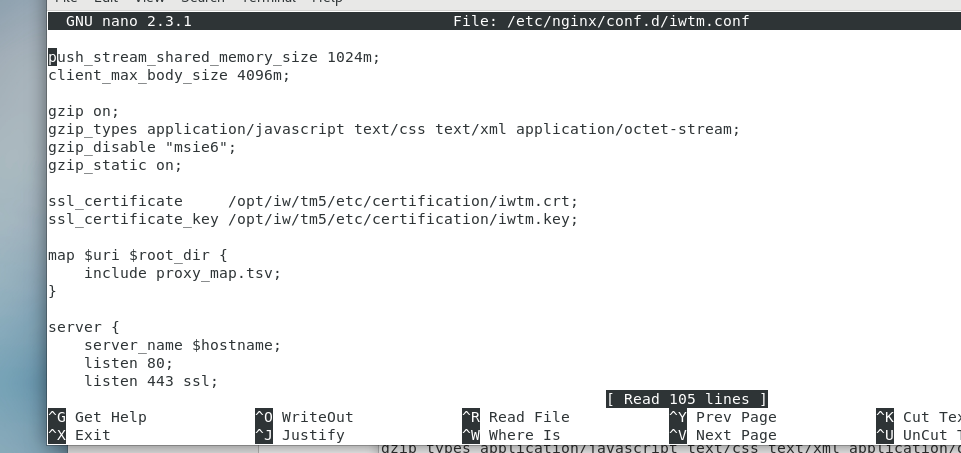 File Edit View Search Terminal Help
GNU nano 2.3.1 File: /etc/nginx/conf.d/iwtm.conf
push_stream_shared_memory_size 1024m;
client_max_body_size 4096m;
gzip on;
gzip_types application/javascript text/css text/xml application/octet-stream;
gzip_disable "msie6";
gzip_static on;
ssl_certificate     /opt/iw/tm5/etc/certification/iwtm.crt;
ssl_certificate_key /opt/iw/tm5/etc/certification/iwtm.key;
map $uri $root_dir {
    include proxy_map.tsv;
}
server {
    server_name $hostname;
    listen 80;
    listen 443 ssl;
[ Read 105 lines ]
^G Get Help ^O WriteOut ^R Read File ^Y Prev Page ^K Cut Tex
^X Exit ^J Justify ^W Where Is ^V Next Page ^U UnCut T
gzip_types application/javascript text/css text/xml application/o